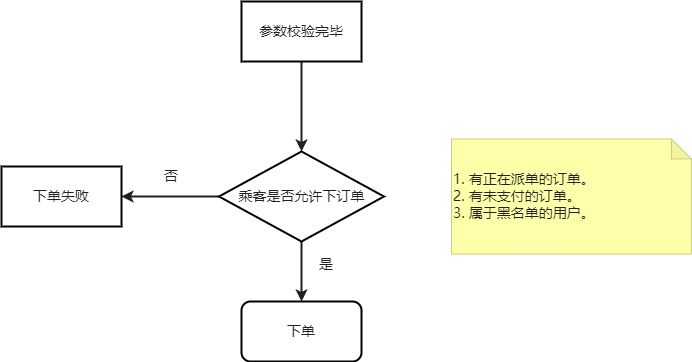 参数校验完毕
下单失败
否
乘客是否允许下订单
1. 有正在派单的订单。
2. 有未支付的订单。
3. 属于黑名单的用户。
是
下单